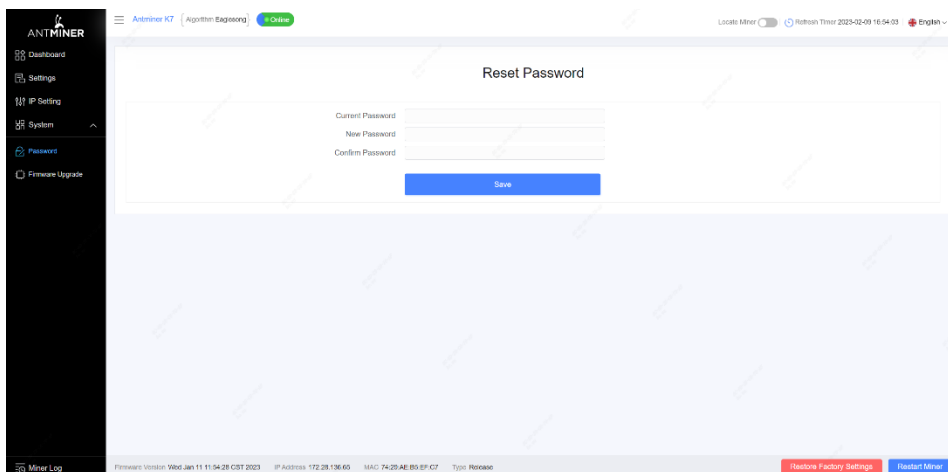 ANTMINER
Antminer K7
Algorithm Eaglesong
Online
Locate Miner
Refresh Timer 2023-02-09 16:54:03
English
Dashboard
Settings
IP Setting
System
Password
Firmware Upgrade
Reset Password
Current Password
New Password
Confirm Password
Save
Miner Log
Firmware Version Wed Jan 11 11:54:28 CST 2023 IP Address 172.28.136.65 MAC 74:29:AE:B5:EF:C7 Type Release
Restore Factory Settings
Restart Miner